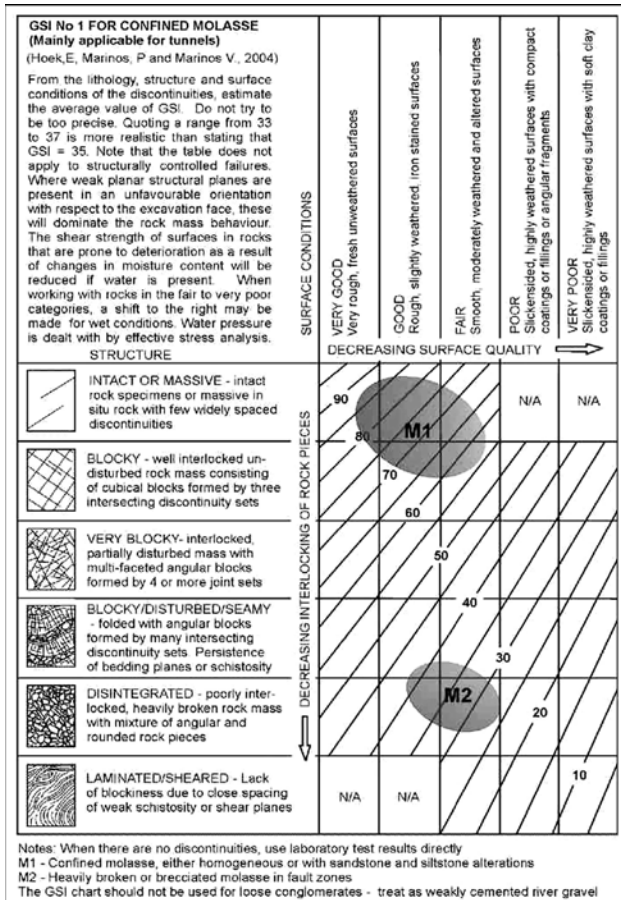 GSI No 1 FOR CONFINED MOLASSE
(Mainly applicable for tunnels)
(Hoek,E, Marinos, P and Marinos V., 2004)
From the lithology, structure and surface
conditions of the discontinuities, estimate
the average value of GSI. Do not try to
be too precise. Quoting a range from 33
to 37 is more realistic than stating that
GSI = 35. Note that the table does not
apply to structurally controlled failures.
Where weak planar structural planes are
present in an unfavourable orientation
with respect to the excavation face, these
will dominate the rock mass behaviour.
The shear strength of surfaces in rocks
that are prone to deterioration as a result
of changes in moisture content will be
reduced if water is present. When
working with rocks in the fair to very poor
categories, a shift to the right may be
made for wet conditions. Water pressure
is dealt with by effective stress analysis.
STRUCTURE
SURFACE CONDITIONS
VERY GOOD
Very rough, fresh unweathered surfaces
GOOD
Rough, slightly weathered, iron stained surfaces
FAIR
Smooth, moderately weathered and altered surfaces
POOR
Slickensided, highly weathered surfaces with compact
coatings or fillings or angular fragments
VERY POOR
Slickensided, highly weathered surfaces with soft clay
coatings or fillings
DECREASING SURFACE QUALITY
DECREASING INTERLOCKING OF ROCK PIECES
INTACT OR MASSIVE - intact
rock specimens or massive in
situ rock with few widely spaced
discontinuities
BLOCKY - well interlocked un-
disturbed rock mass consisting
of cubical blocks formed by three
intersecting discontinuity sets
VERY BLOCKY- interlocked,
partially disturbed mass with
multi-faceted angular blocks
formed by 4 or more joint sets
BLOCKY/DISTURBED/SEAMY
- folded with angular blocks
formed by many intersecting
discontinuity sets. Persistence
of bedding planes or schistosity
DISINTEGRATED - poorly inter-
locked, heavily broken rock mass
with mixture of angular and
rounded rock pieces
LAMINATED/SHEARED - Lack
of blockiness due to close spacing
of weak schistosity or shear planes
90
N/A
N/A
80
M1
70
60
50
40
30
M2
20
10
N/A
N/A
Notes: When there are no discontinuities, use laboratory test results directly
M1 - Confined molasse, either homogeneous or with sandstone and siltstone alterations
M2 - Heavily broken or brecciated molasse in fault zones
The GSI chart should not be used for loose conglomerates - treat as weakly cemented river gravel